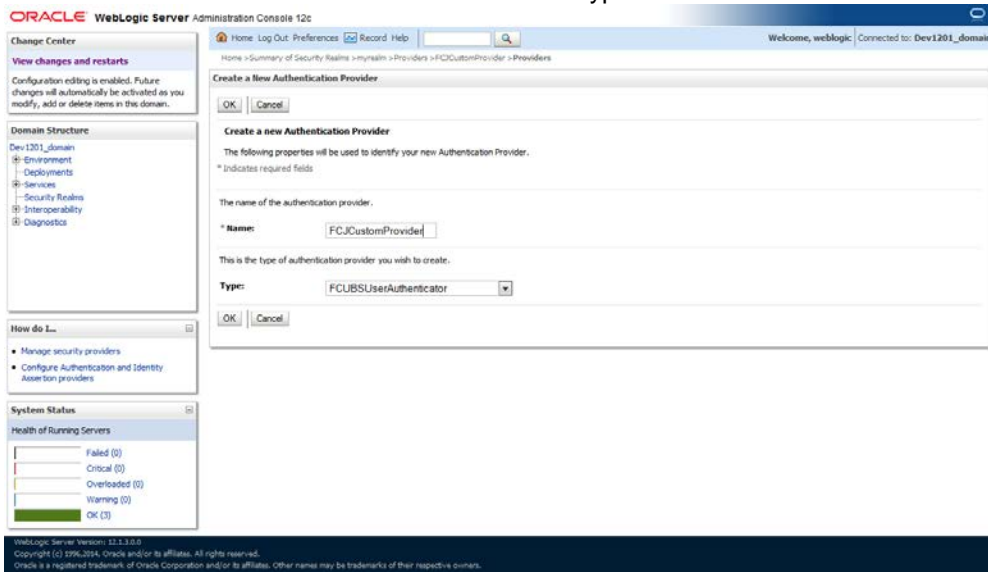 yp
ORACLE WebLogic Server Administration Console 12c
Change Center
View changes and restarts
Configuration editing is enabled. Future
changes will automatically be activated as you
modify, add or delete items in this domain.
Domain Structure
Dev1201_domain
Environment
Deployments
Services
Security Realms
Interoperability
Diagnostics
How do I...
Manage security providers
Configure Authentication and Identity
Assertion providers
System Status
Health of Running Servers
Failed (0)
Critical (0)
Overloaded (0)
Warning (0)
OK (3)
Home Log Out Preferences Record Help
Welcome, weblogic Connected to: Dev1201_domain
Home >Summary of Security Realms >myrealm >Providers >FCJCustomProvider >Providers
Create a New Authentication Provider
OK Cancel
Create a new Authentication Provider
The following properties will be used to identify your new Authentication Provider.
* Indicates required fields
The name of the authentication provider.
* Name: FCJCustomProvider
This is the type of authentication provider you wish to create.
Type: FCUBSUserAuthenticator
OK Cancel
WebLogic Server Version: 12.1.3.0.0
Copyright (c) 1996,2014, Oracle and/or its affiliates. All rights reserved.
Oracle is a registered trademark of Oracle Corporation and/or its affiliates. Other names may be trademarks of their respective owners.